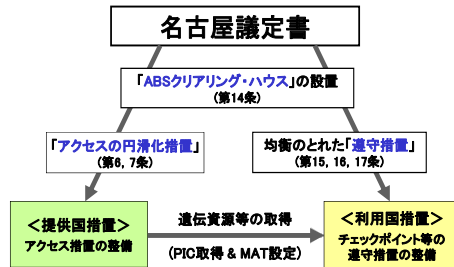 名古屋議定書
「ABSクリアリング・ハウス」の設置
(第14条)
「アクセスの円滑化措置」
(第6, 7条)
均衡のとれた「遵守措置」
(第15, 16, 17条)
＜提供国措置＞
アクセス措置の整備
遺伝資源等の取得
(PIC取得 & MAT設定)
＜利用国措置＞
チェックポイント等の
遵守措置の整備